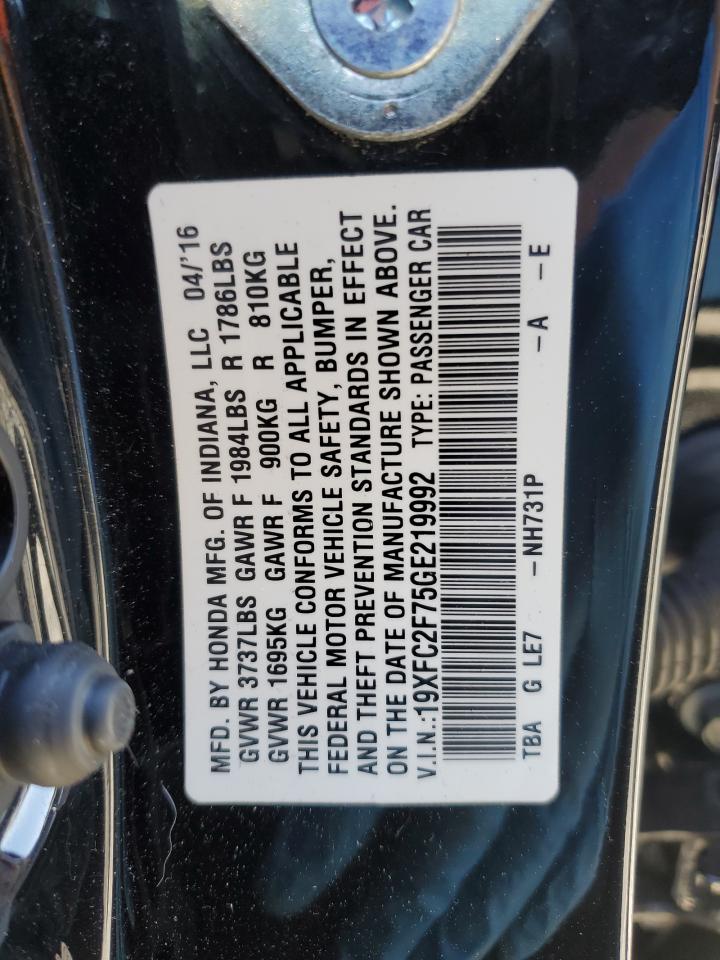 MFD. BY HONDA MFG. OF INDIANA, LLC 04/'16
GVWR 3737LBS GAWR F 1984LBS R 1786LBS
GVWR 1695KG GAWR F 900KG R 810KG
THIS VEHICLE CONFORMS TO ALL APPLICABLE
FEDERAL MOTOR VEHICLE SAFETY, BUMPER,
AND THEFT PREVENTION STANDARDS IN EFFECT
ON THE DATE OF MANUFACTURE SHOWN ABOVE.
V.I.N.:19XFC2F75GE219992 TYPE: PASSENGER CAR
TBA G LE7 -NH731P -A -E